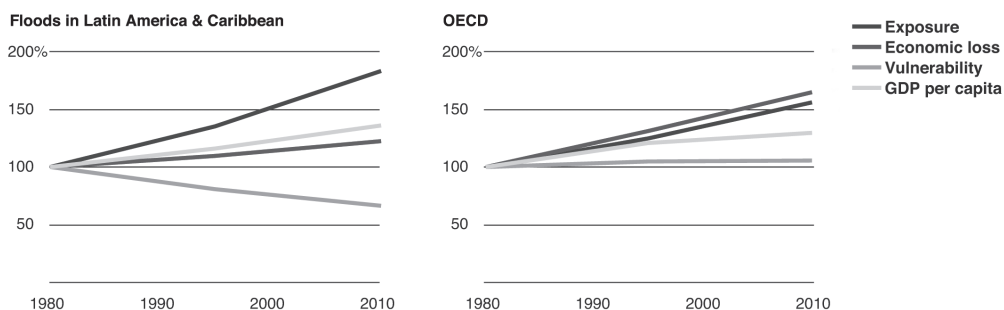 Floods in Latin America & Caribbean
200%
150
100
50
1980 1990 2000 2010
OECD
200%
150
100
50
1980 1990 2000 2010
Exposure
Economic loss
Vulnerability
GDP per capita